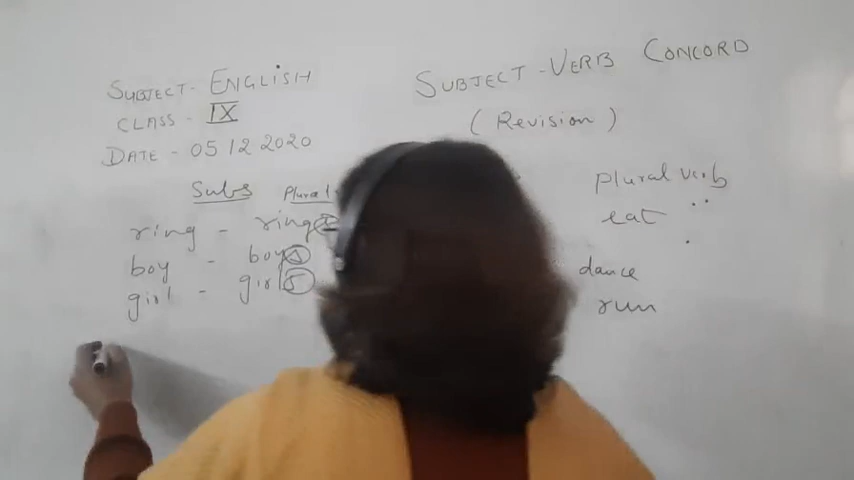 SUBJECT - ENGLISH
CLASS - IX
DATE - 05 12 2020
SUBJECT - VERB CONCORD
(Revision)
Subs Plural
ring - rings
boy - boys
girl - girls
plural verb
eat
dance
run